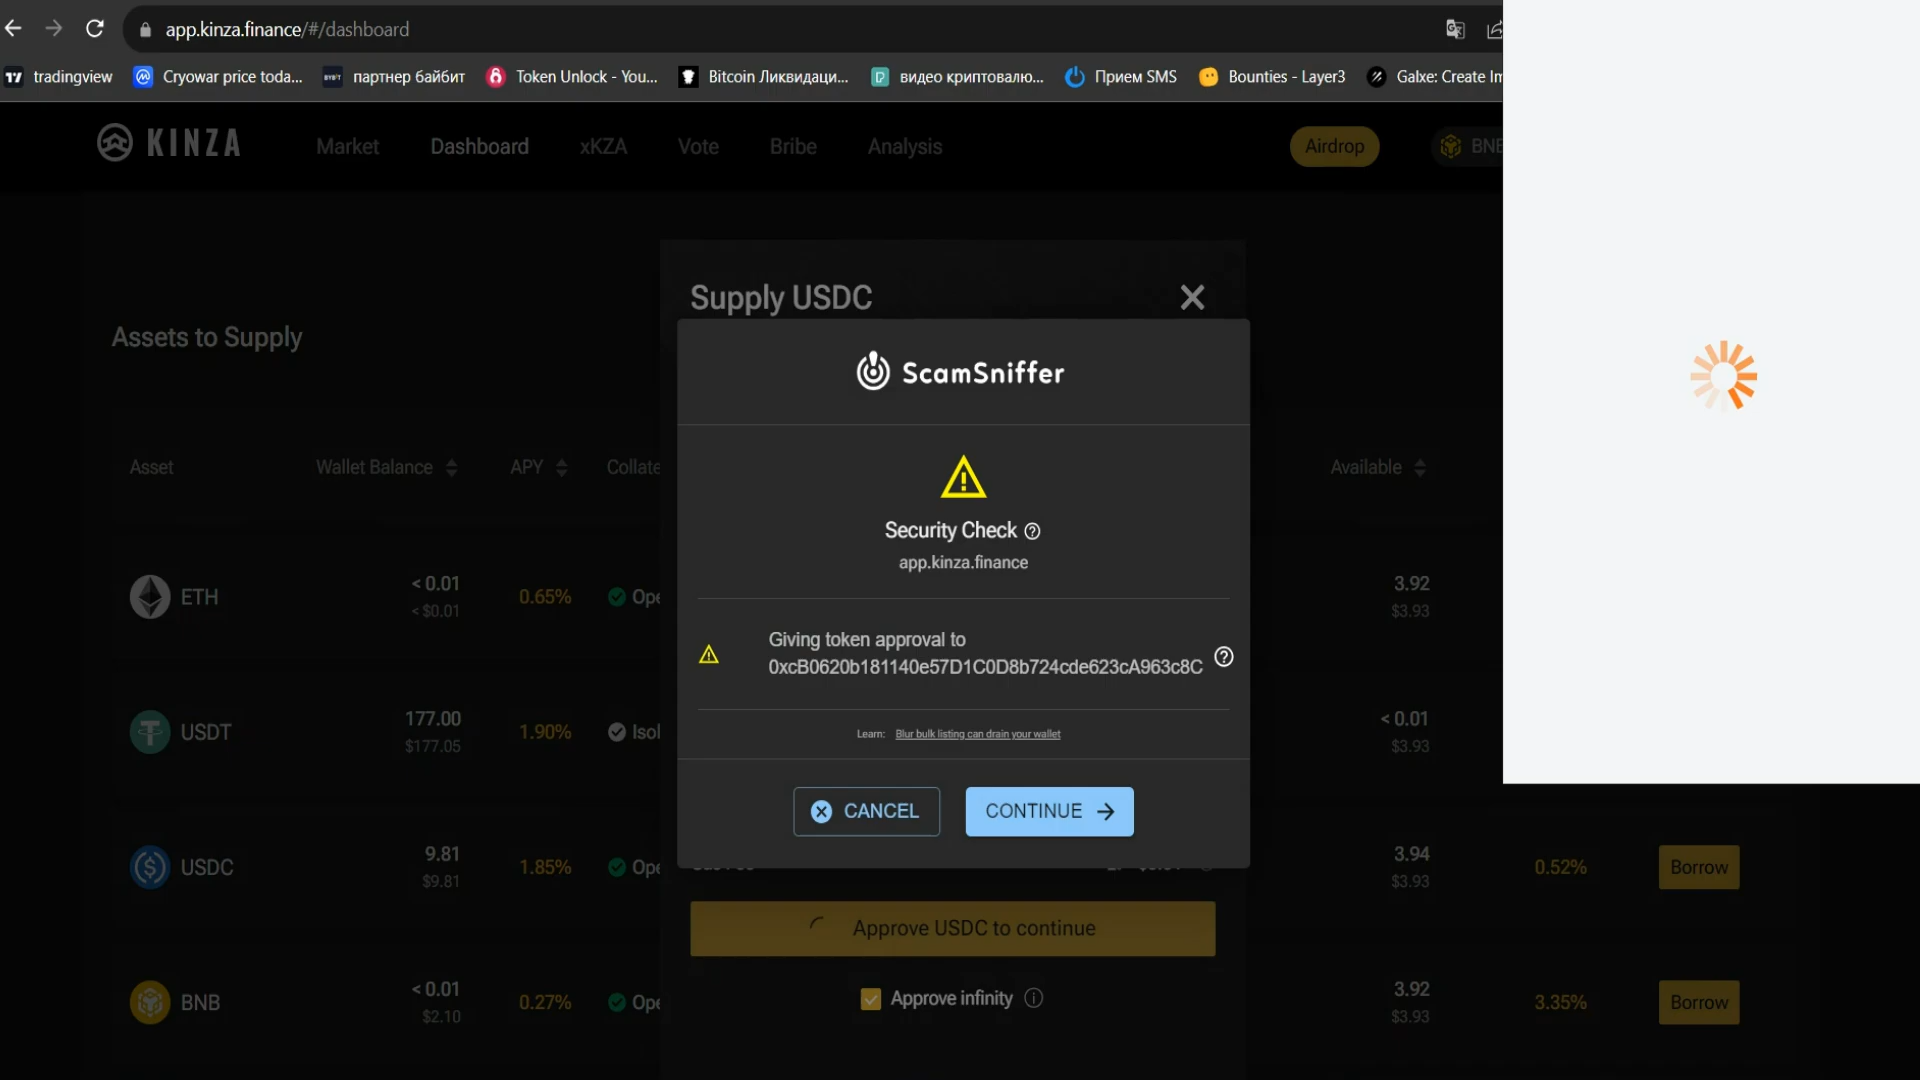 app.kinza.finance/#/dashboard
tradingview Cryowar price toda... партнер байбит Token Unlock - You... Bitcoin Ликвидаци... видео криптовалю... Прием SMS Bounties - Layer3 Galxe: Create Im
KINZA Market Dashboard xKZA Vote Bribe Analysis Airdrop BNB
Supply USDC
Assets to Supply
ScamSniffer
Asset Wallet Balance APY Collate Available
Security Check
app.kinza.finance
ETH < 0.01 0.65% Ope 3.92
< $0.01 $3.93
Giving token approval to
0xcB0620b181140e57D1C0D8b724cde623cA963c8C
USDT 177.00 1.90% Isol < 0.01
$177.05 $3.93
Learn: Blur bulk listing can drain your wallet
CANCEL CONTINUE
USDC 9.81 1.85% Ope 3.94 0.52% Borrow
$9.81 $3.93
Approve USDC to continue
Approve infinity
BNB < 0.01 0.27% Ope 3.92 3.35% Borrow
$2.10 $3.93